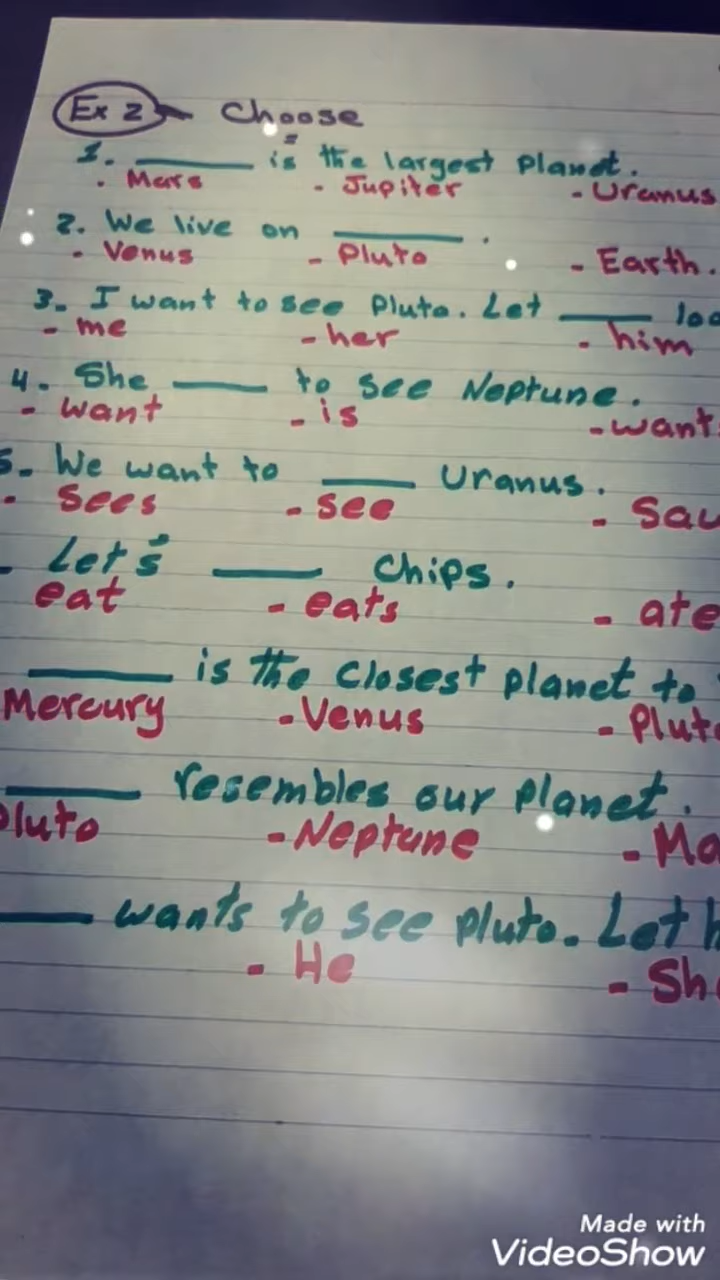 Ex 2 Choose
1. ______ is the largest planet.
- Mars - Jupiter - Uranus
2. We live on ______.
- Venus - Pluto - Earth.
3- I want to see Pluto. Let ______
- me - her - him
4- She ______ to see Neptune.
- want - is - want
5- We want to ______ Uranus.
- sees - see
- Let's ______ chips.
eat - eats - ate
______ is the closest planet to
Mercury - Venus
______ resembles our planet.
- Neptune
______ wants to see pluto. Let
- He
Made with
VideoShow